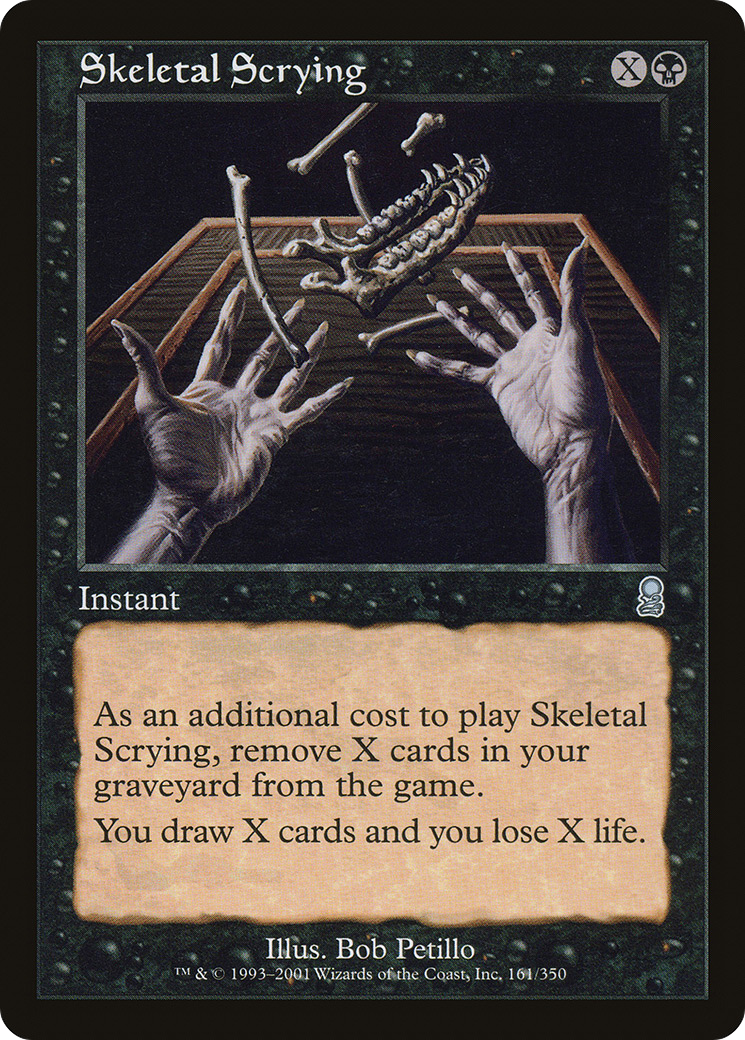 Skeletal Scrying X
Instant
As an additional cost to play Skeletal
Scrying, remove X cards in your
graveyard from the game.
You draw X cards and you lose X life.
Illus. Bob Petillo
™ & © 1993–2001 Wizards of the Coast, Inc. 161/350